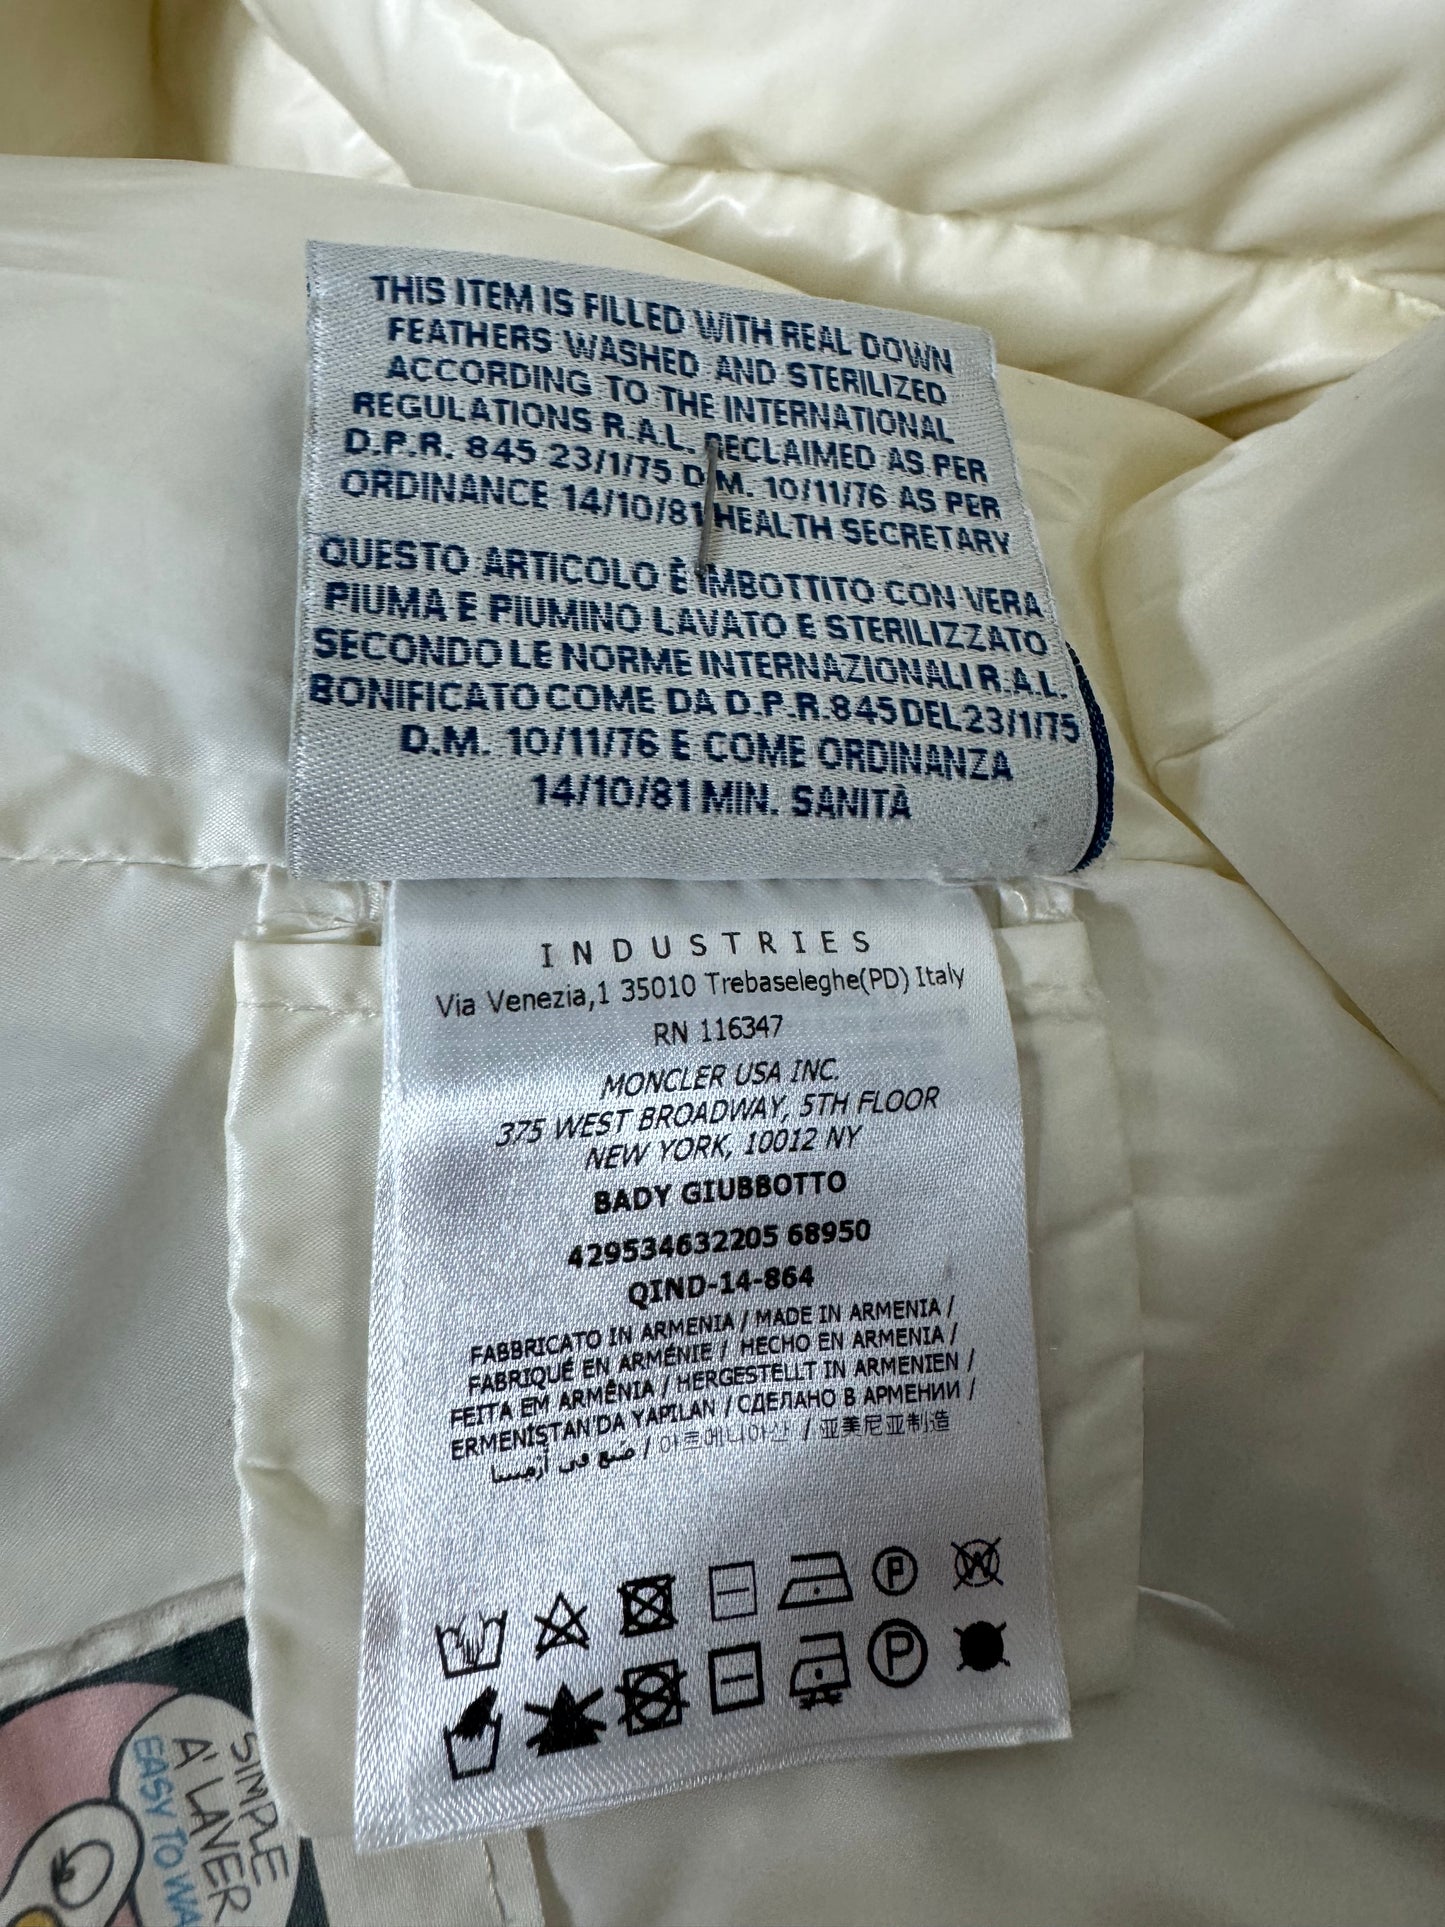 THIS ITEM IS FILLED WITH REAL DOWN
FEATHERS WASHED AND STERILIZED
ACCORDING TO THE INTERNATIONAL
REGULATIONS R.A.L. RECLAIMED AS PER
D.P.R. 845 23/1/75 D.M. 10/11/76 AS PER
ORDINANCE 14/10/81 HEALTH SECRETARY
QUESTO ARTICOLO È IMBOTTITO CON VERA
PIUMA E PIUMINO LAVATO E STERILIZZATO
SECONDO LE NORME INTERNAZIONALI R.A.L.
BONIFICATO COME DA D.P.R. 845 DEL 23/1/75
D.M. 10/11/76 E COME ORDINANZA
14/10/81 MIN. SANITÀ
INDUSTRIES
Via Venezia,1 35010 Trebaseleghe(PD) Italy
RN 116347
MONCLER USA INC.
375 WEST BROADWAY, 5TH FLOOR
NEW YORK, 10012 NY
BADY GIUBBOTTO
429534632205 68950
QIND-14-864
FABBRICATO IN ARMENIA / MADE IN ARMENIA /
FABRIQUÉ EN ARMÉNIE / HECHO EN ARMENIA /
FEITA EM ARMÊNIA / HERGESTELLT IN ARMENIEN /
ERMENİSTAN'DA YAPILAN / СДЕЛАНО В АРМЕНИИ /
صنع في أرمينيا / 아르메니아산 / 亚美尼亚制造
P
W
P
SIMPLE
A' LAVER
EASY TO WA